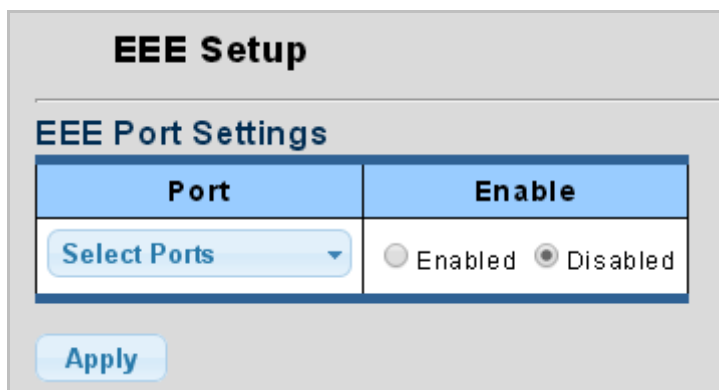 EEE Setup
EEE Port Settings
Port Enable
Select Ports Enabled Disabled
Apply